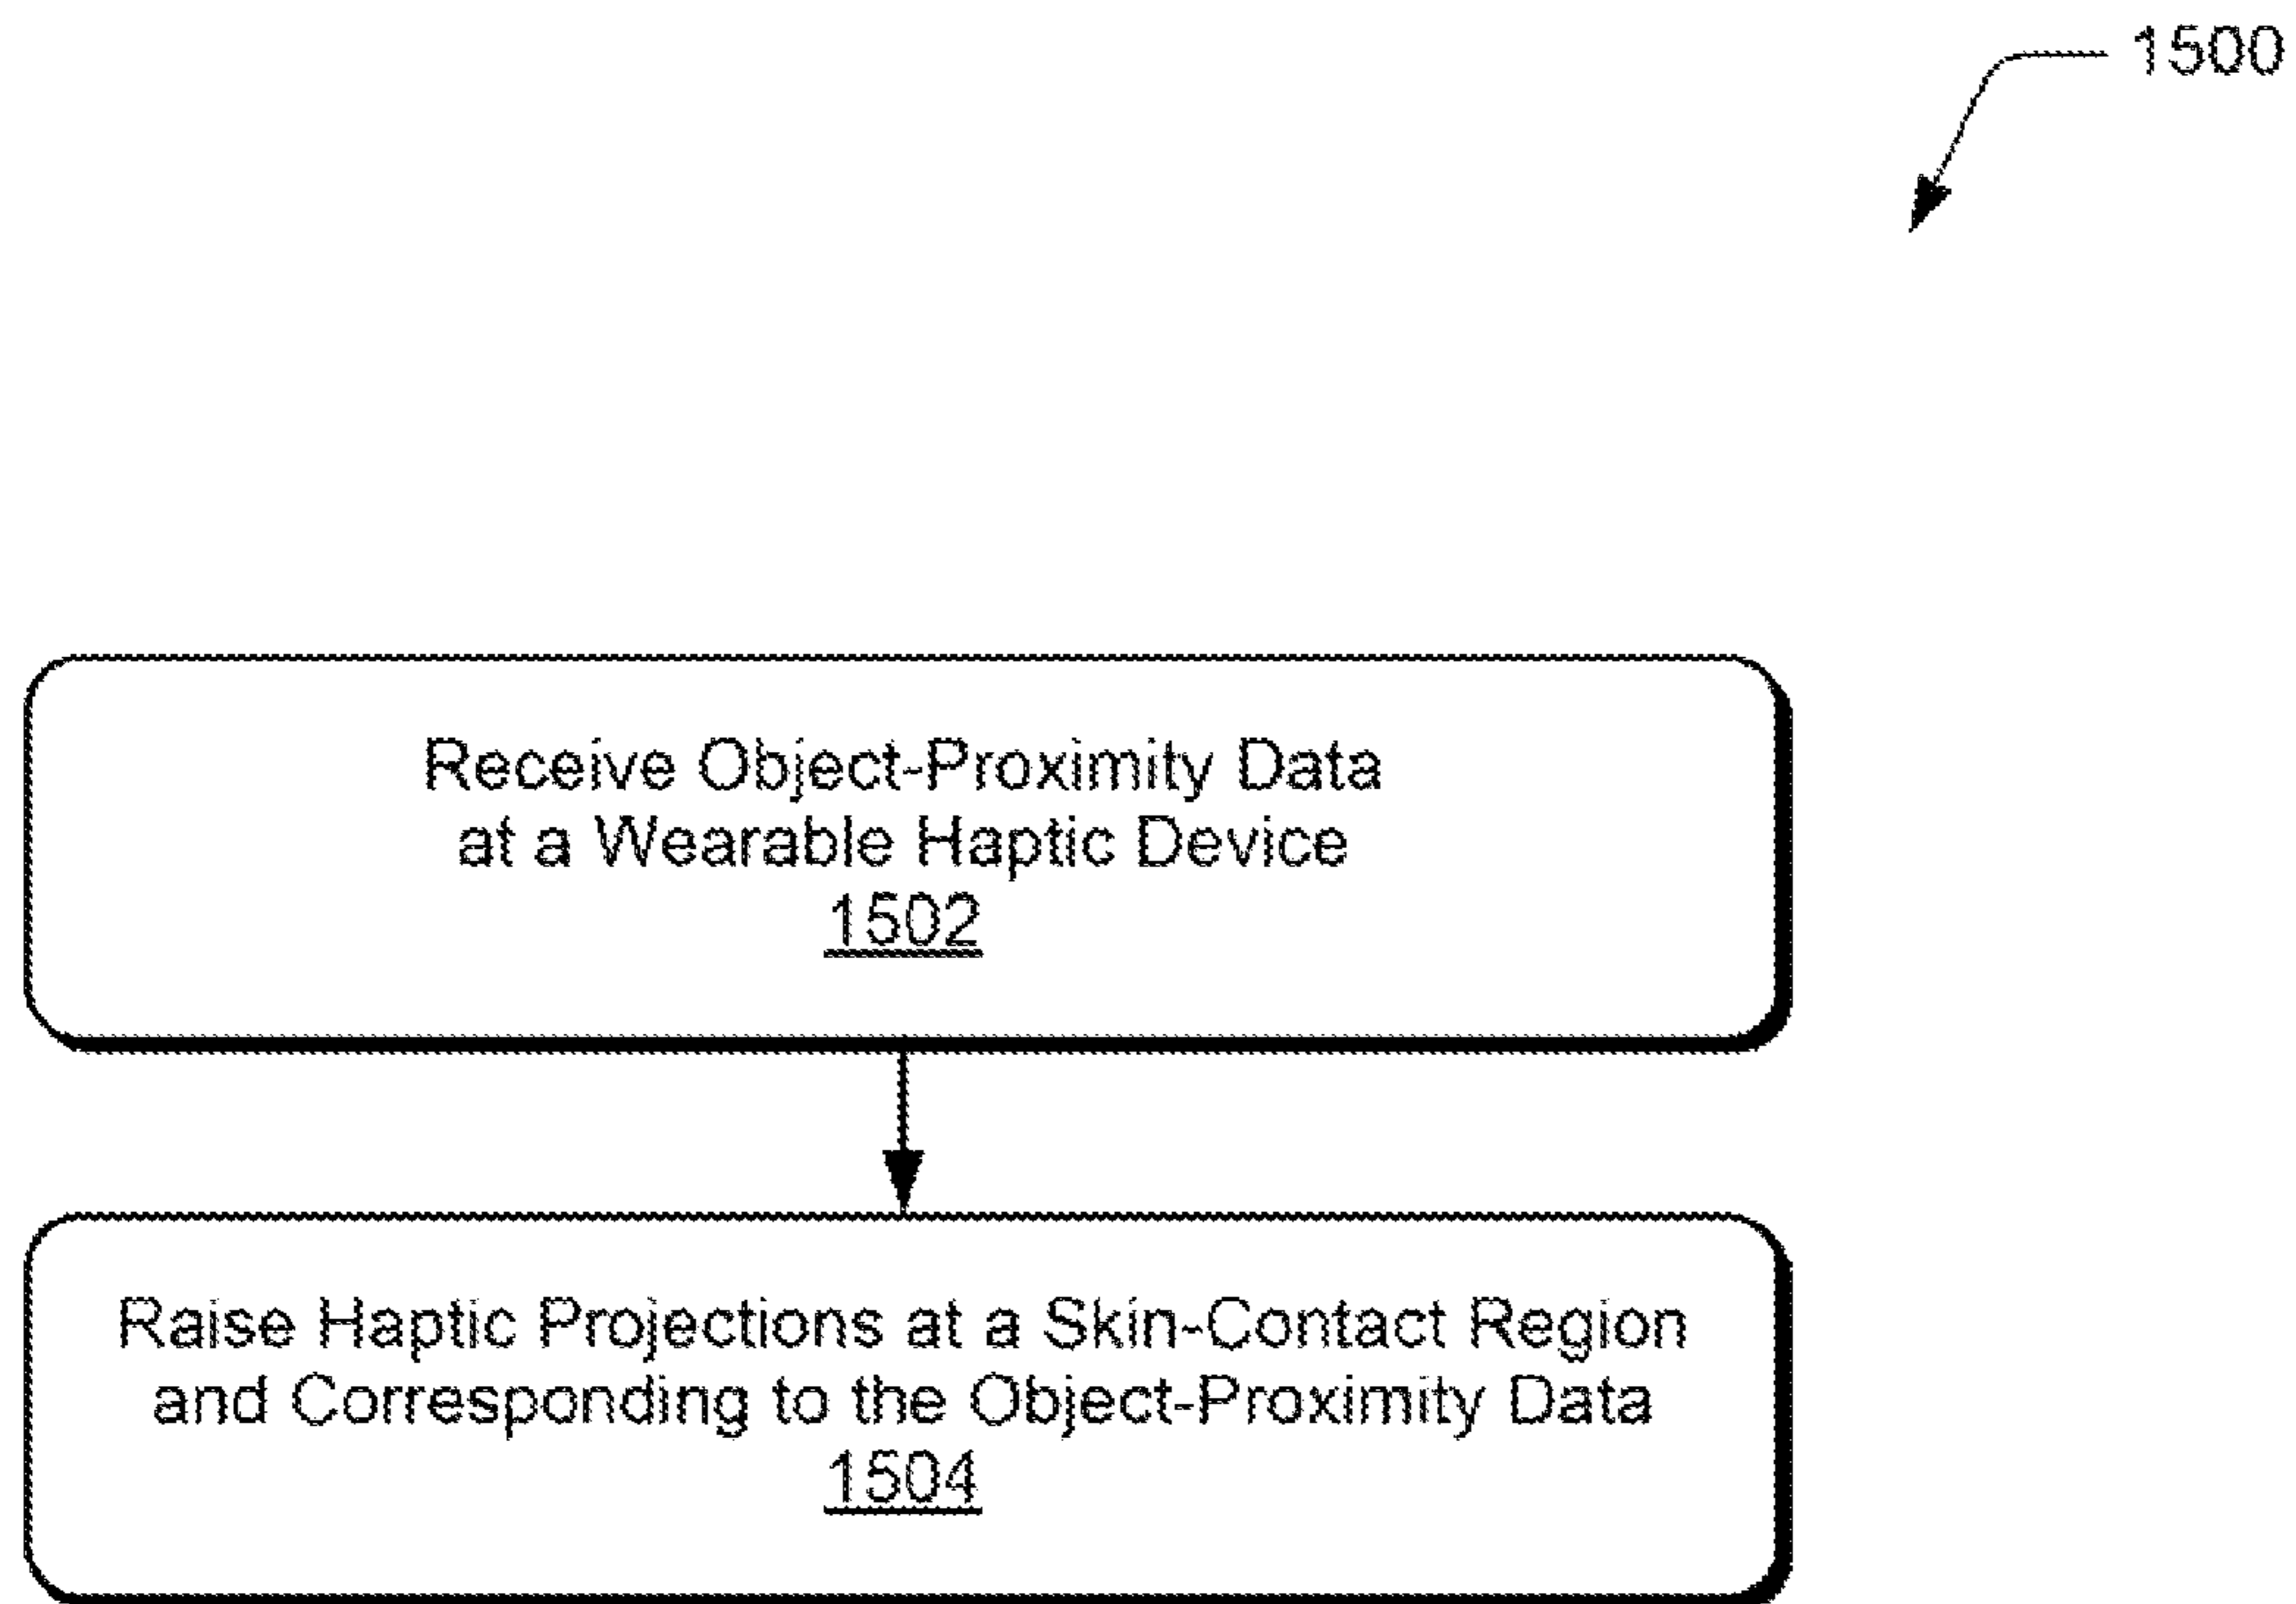 1500
Receive Object-Proximity Data
at a Wearable Haptic Device
1502
Raise Haptic Projections at a Skin-Contact Region
and Corresponding to the Object-Proximity Data
1504